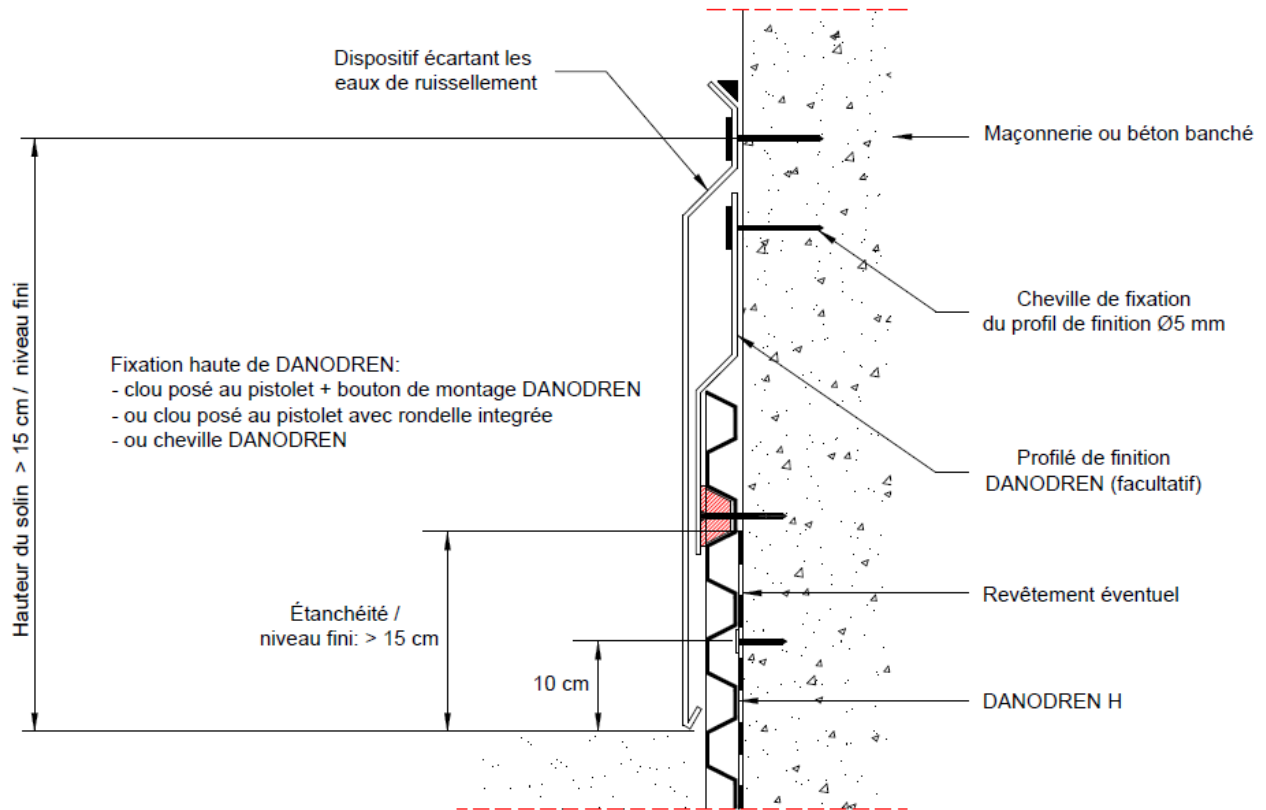 Dispositif écartant les
eaux de ruissellement
Maçonnerie ou béton banché
Hauteur du solin > 15 cm / niveau fini
Cheville de fixation
du profil de finition Ø5 mm
Fixation haute de DANODREN:
- clou posé au pistolet + bouton de montage DANODREN
- ou clou posé au pistolet avec rondelle integrée
- ou cheville DANODREN
Profilé de finition
DANODREN (facultatif)
Étanchéité /
niveau fini: > 15 cm
Revêtement éventuel
10 cm
DANODREN H